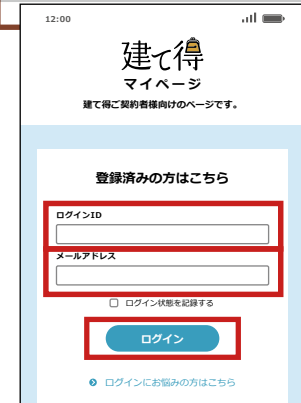 12:00
建て得
マイページ
建て得ご契約者様向けのページです。
登録済みの方はこちら
ログインID
メールアドレス
ログイン状態を記録する
ログイン
ログインにお悩みの方はこちら